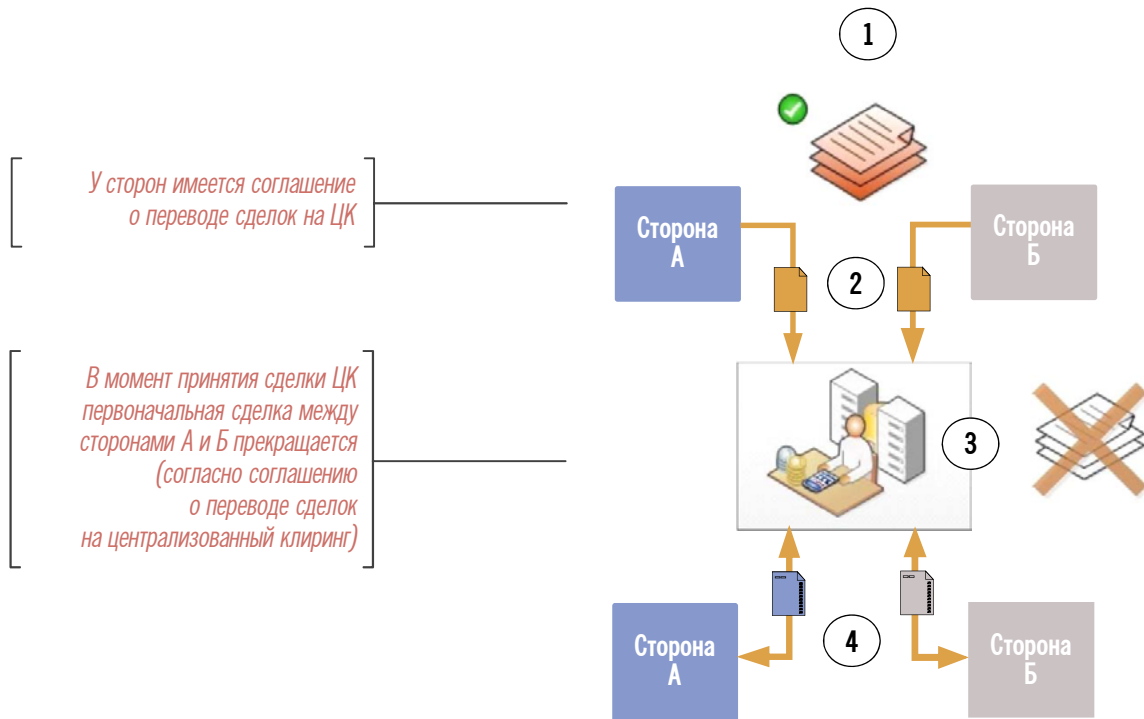 1
У сторон имеется соглашение
о переводе сделок на ЦК
Сторона
А
Сторона
Б
2
В момент принятия сделки ЦК
первоначальная сделка между
сторонами А и Б прекращается
(согласно соглашению
о переводе сделок
на централизованный клиринг)
3
Сторона
А
4
Сторона
Б